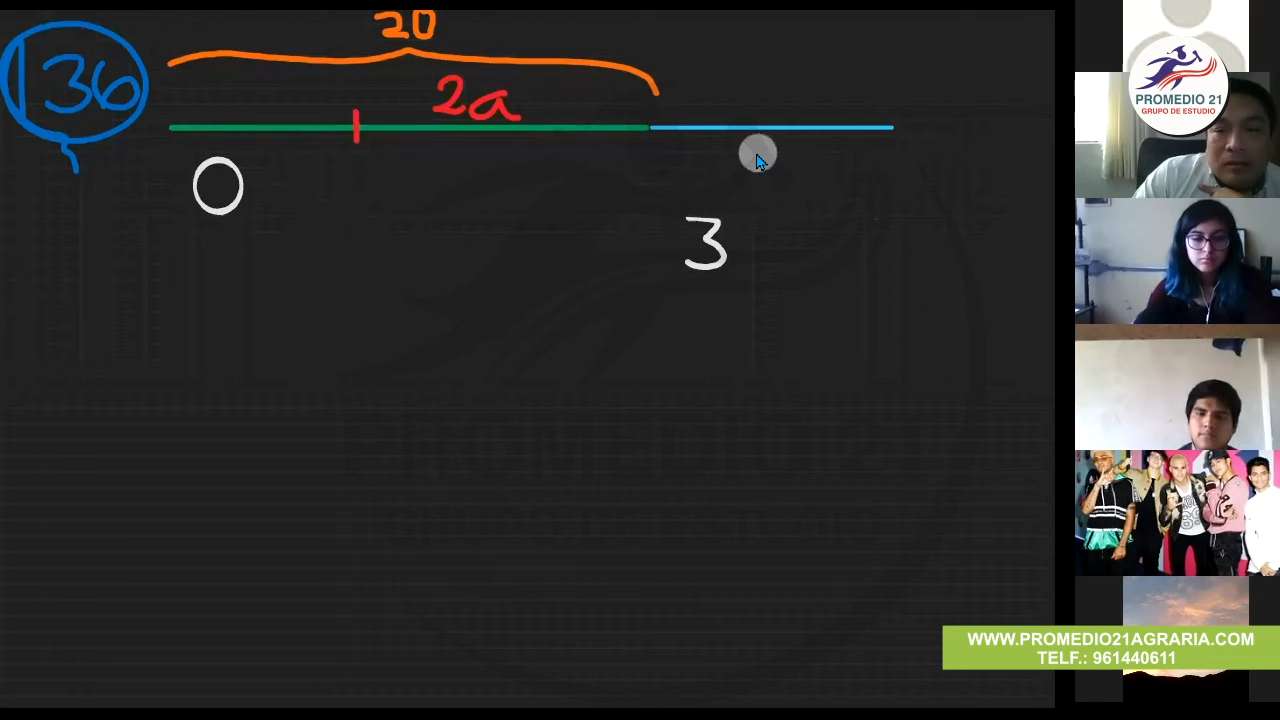 136
20
2a
0
3
PROMEDIO 21
GRUPO DE ESTUDIO
WWW.PROMEDIO21AGRARIA.COM
TELF.: 961440611